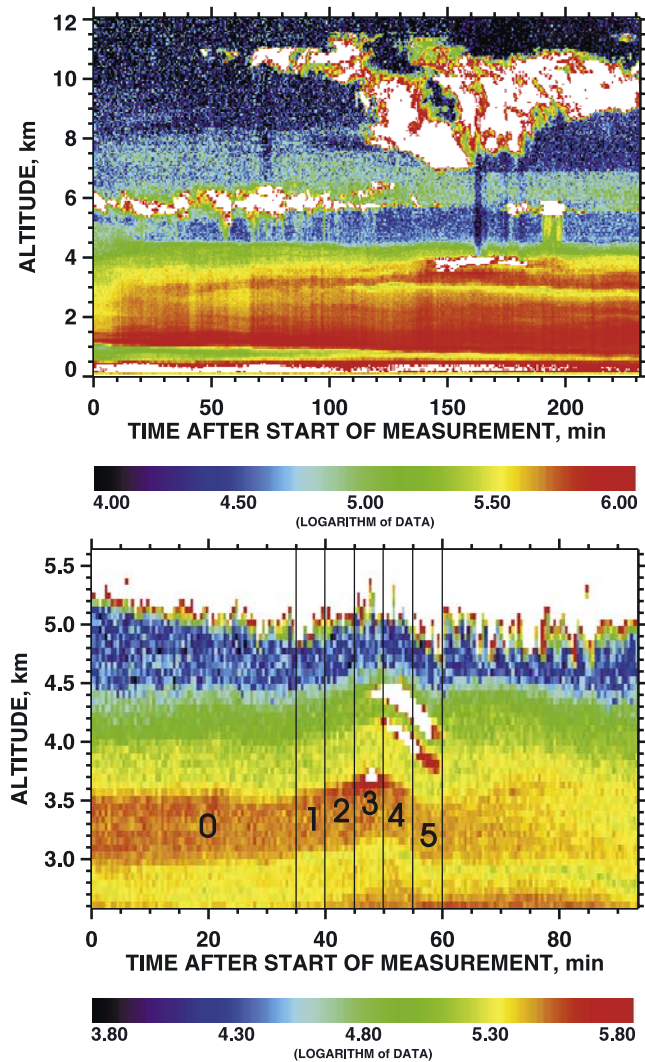 12
10
8
6
4
2
0
ALTITUDE, km
0 50 100 150 200
TIME AFTER START OF MEASUREMENT, min
4.00 4.50 5.00 5.50 6.00
(LOGARITHM of DATA)
5.5
5.0
4.5
4.0
3.5
3.0
ALTITUDE, km
0 1 2 3 4 5
0 20 40 60 80
TIME AFTER START OF MEASUREMENT, min
3.80 4.30 4.80 5.30 5.80
(LOGARITHM of DATA)